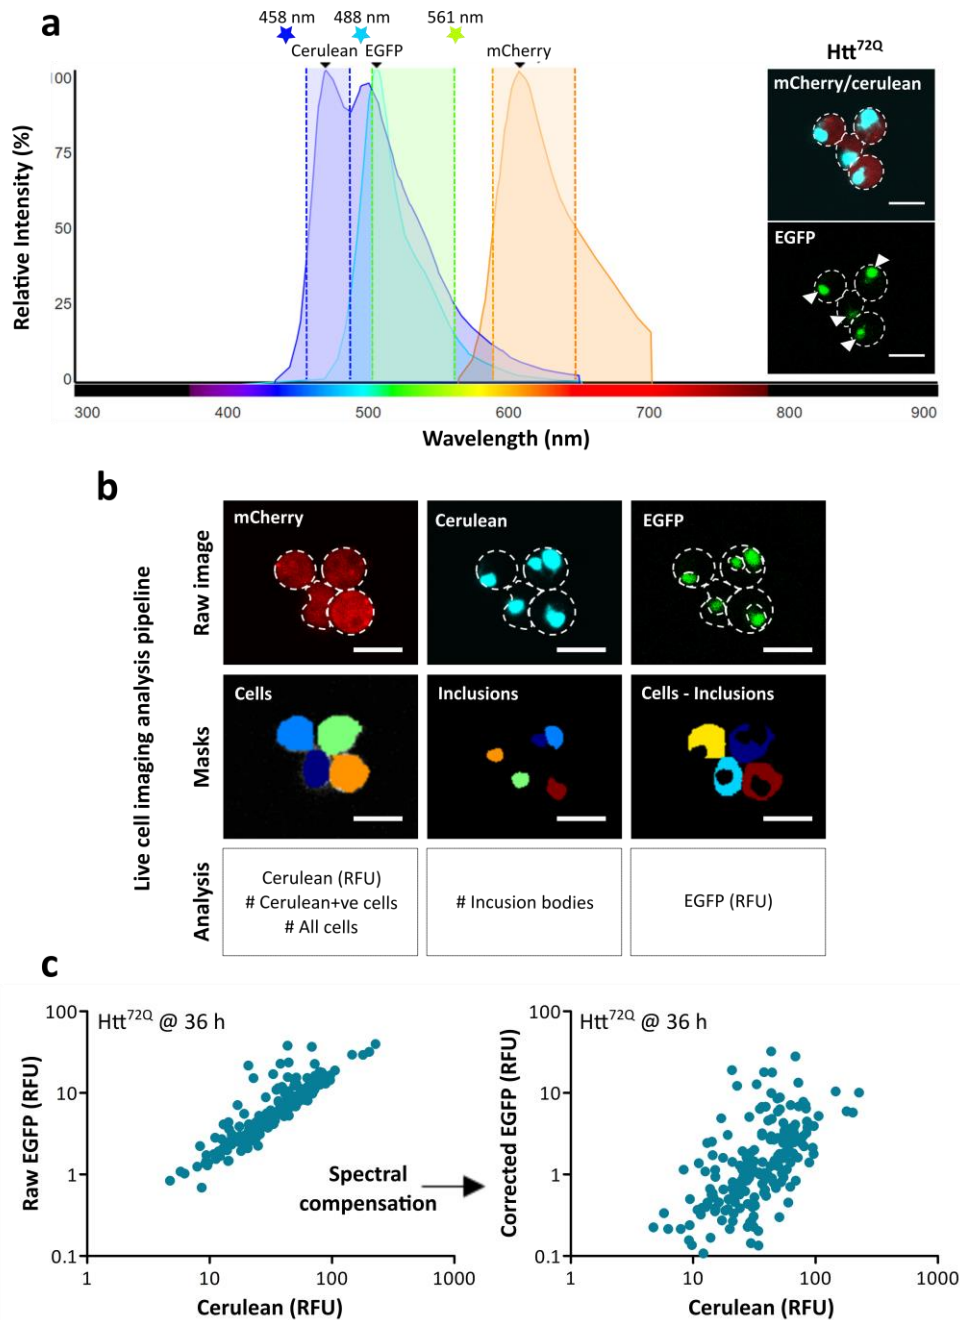 a
458 nm
488 nm
561 nm
Cerulean
EGFP
mCherry
Htt72Q
Relative Intensity (%)
100
75
50
25
0
mCherry/cerulean
EGFP
300
400
500
600
700
800
900
Wavelength (nm)
b
Live cell imaging analysis pipeline
Raw image
mCherry
Cerulean
EGFP
Masks
Cells
Inclusions
Cells - Inclusions
Analysis
Cerulean (RFU)
# Cerulean+ve cells
# All cells
# Incusion bodies
EGFP (RFU)
c
Raw EGFP (RFU)
100
10
1
0.1
Htt72Q @ 36 h
1
10
100
1000
Cerulean (RFU)
Spectral
compensation
Corrected EGFP (RFU)
100
10
1
0.1
Htt72Q @ 36 h
1
10
100
1000
Cerulean (RFU)